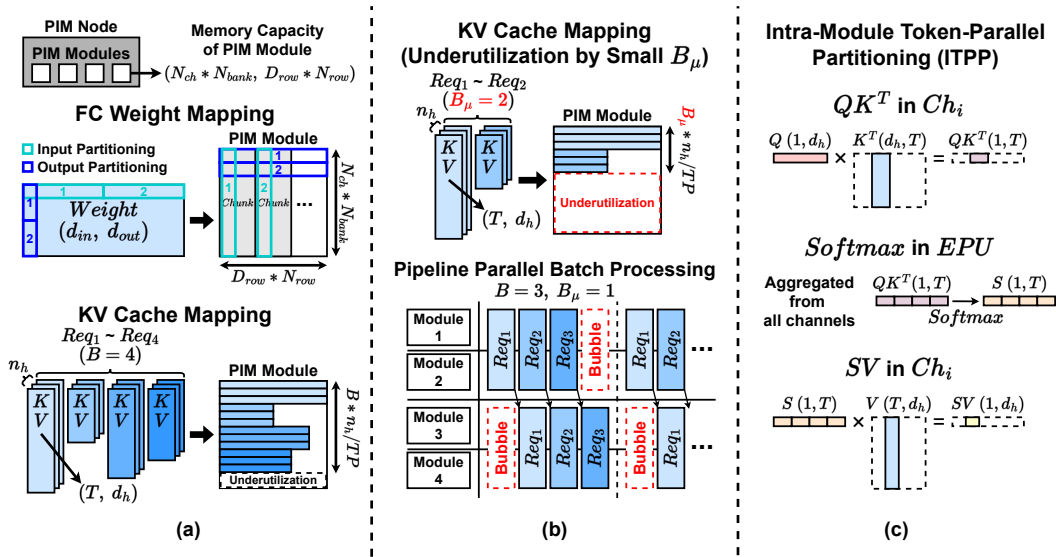 PIM Node
PIM Modules
Memory Capacity
of PIM Module
(N_ch * N_bank, D_row * N_row)
FC Weight Mapping
Input Partitioning
Output Partitioning
1 2
1
2
Weight
(d_in, d_out)
PIM Module
1
2
1 2
Chunk Chunk ...
N_ch * N_bank
D_row * N_row
KV Cache Mapping
Req_1 ~ Req_4
(B = 4)
n_h
K V K V K V K V
(T, d_h)
PIM Module
Underutilization
B * n_h/TP
(a)
KV Cache Mapping
(Underutilization by Small B_μ)
Req_1 ~ Req_2
(B_μ = 2)
n_h
K V K V
(T, d_h)
PIM Module
Underutilization
B_μ * n_h/TP
Pipeline Parallel Batch Processing
B = 3, B_μ = 1
Module 1
Module 2
Req_1 Req_2 Req_3 Bubble Req_1 Req_2 ...
Module 3
Module 4
Bubble Req_1 Req_2 Req_3 Bubble Req_1 ...
(b)
Intra-Module Token-Parallel
Partitioning (ITPP)
QK^T in Ch_i
Q (1, d_h) × K^T(d_h, T) = QK^T(1, T)
Softmax in EPU
Aggregated
from
all channels
QK^T(1, T) S (1, T)
Softmax
SV in Ch_i
S (1, T) × V (T, d_h) = SV (1, d_h)
(c)